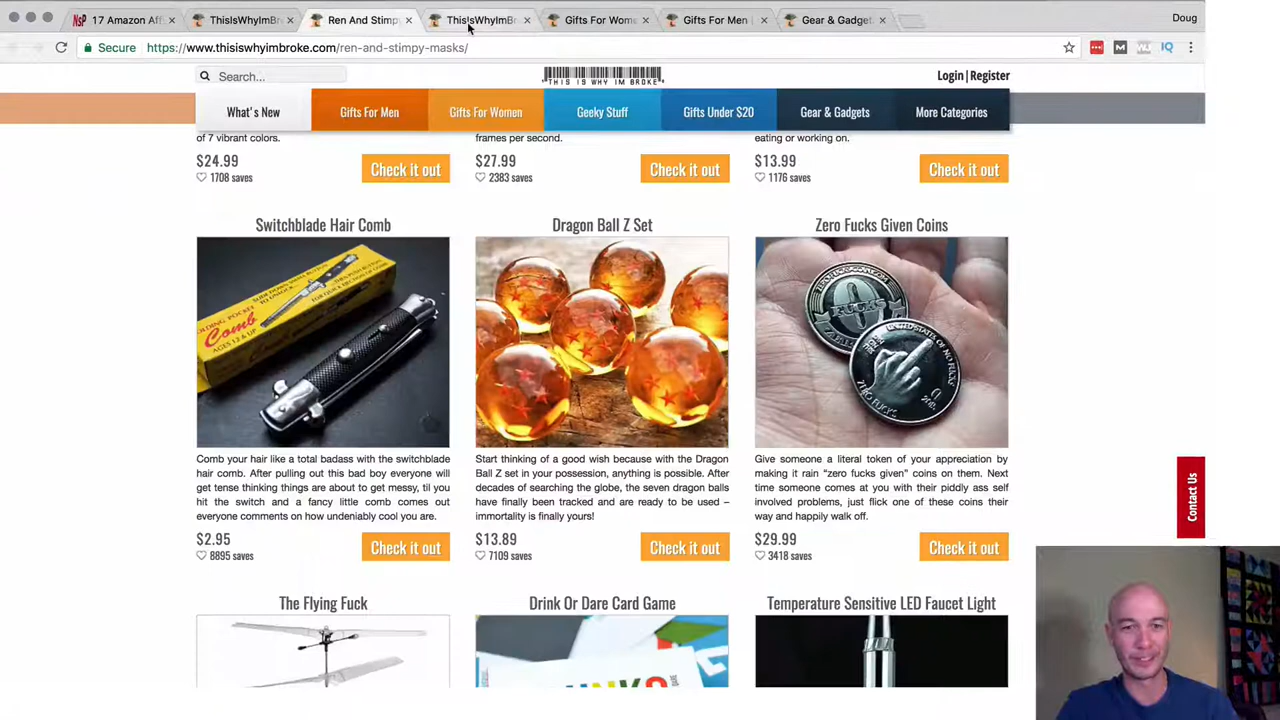 17 Amazon Aff
ThisIsWhyImBro
Ren And Stimpy
ThisIsWhyImBr
Gifts For Wome
Gifts For Men |
Gear & Gadget
Doug
Secure
https://www.thisiswhyimbroke.com/ren-and-stimpy-masks/
Search...
THIS IS WHY IM BROKE
Login | Register
What's New
Gifts For Men
Gifts For Women
Geeky Stuff
Gifts Under $20
Gear & Gadgets
More Categories
of 7 vibrant colors.
$24.99
1708 saves
Check it out
frames per second.
$27.99
2383 saves
Check it out
eating or working on.
$13.99
1176 saves
Check it out
Switchblade Hair Comb
Comb
AGES 12 & UP
Comb your hair like a total badass with the switchblade
hair comb. After pulling out this bad boy everyone will
get tense thinking things are about to get messy, til you
hit the switch and a fancy little comb comes out
everyone comments on how undeniably cool you are.
$2.95
8895 saves
Check it out
Dragon Ball Z Set
Start thinking of a good wish because with the Dragon
Ball Z set in your possession, anything is possible. After
decades of searching the globe, the seven dragon balls
have finally been tracked and are ready to be used –
immortality is finally yours!
$13.89
7109 saves
Check it out
Zero Fucks Given Coins
0
FUCKS
ZERO FUCKS
Give someone a literal token of your appreciation by
making it rain “zero fucks given” coins on them. Next
time someone comes at you with their piddly ass self
involved problems, just flick one of these coins their
way and happily walk off.
$29.99
3418 saves
Check it out
Contact Us
The Flying Fuck
Drink Or Dare Card Game
Temperature Sensitive LED Faucet Light